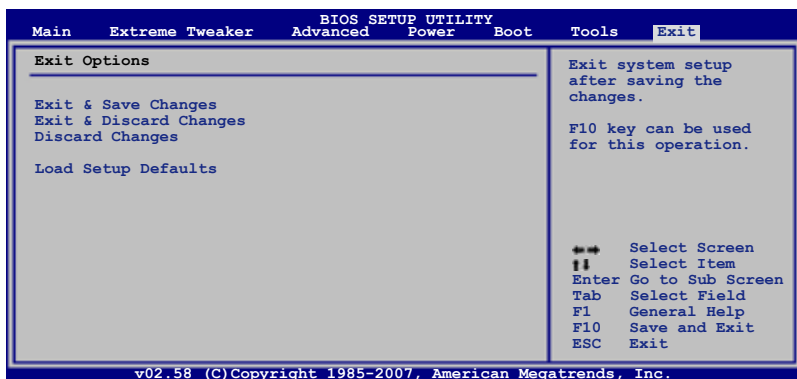 BIOS SETUP UTILITY
Main Extreme Tweaker Advanced Power Boot Tools Exit
Exit Options
Exit & Save Changes
Exit & Discard Changes
Discard Changes
Load Setup Defaults
Exit system setup
after saving the
changes.
F10 key can be used
for this operation.
←→ Select Screen
↑↓ Select Item
Enter Go to Sub Screen
Tab Select Field
F1 General Help
F10 Save and Exit
ESC Exit
v02.58 (C)Copyright 1985-2007, American Megatrends, Inc.